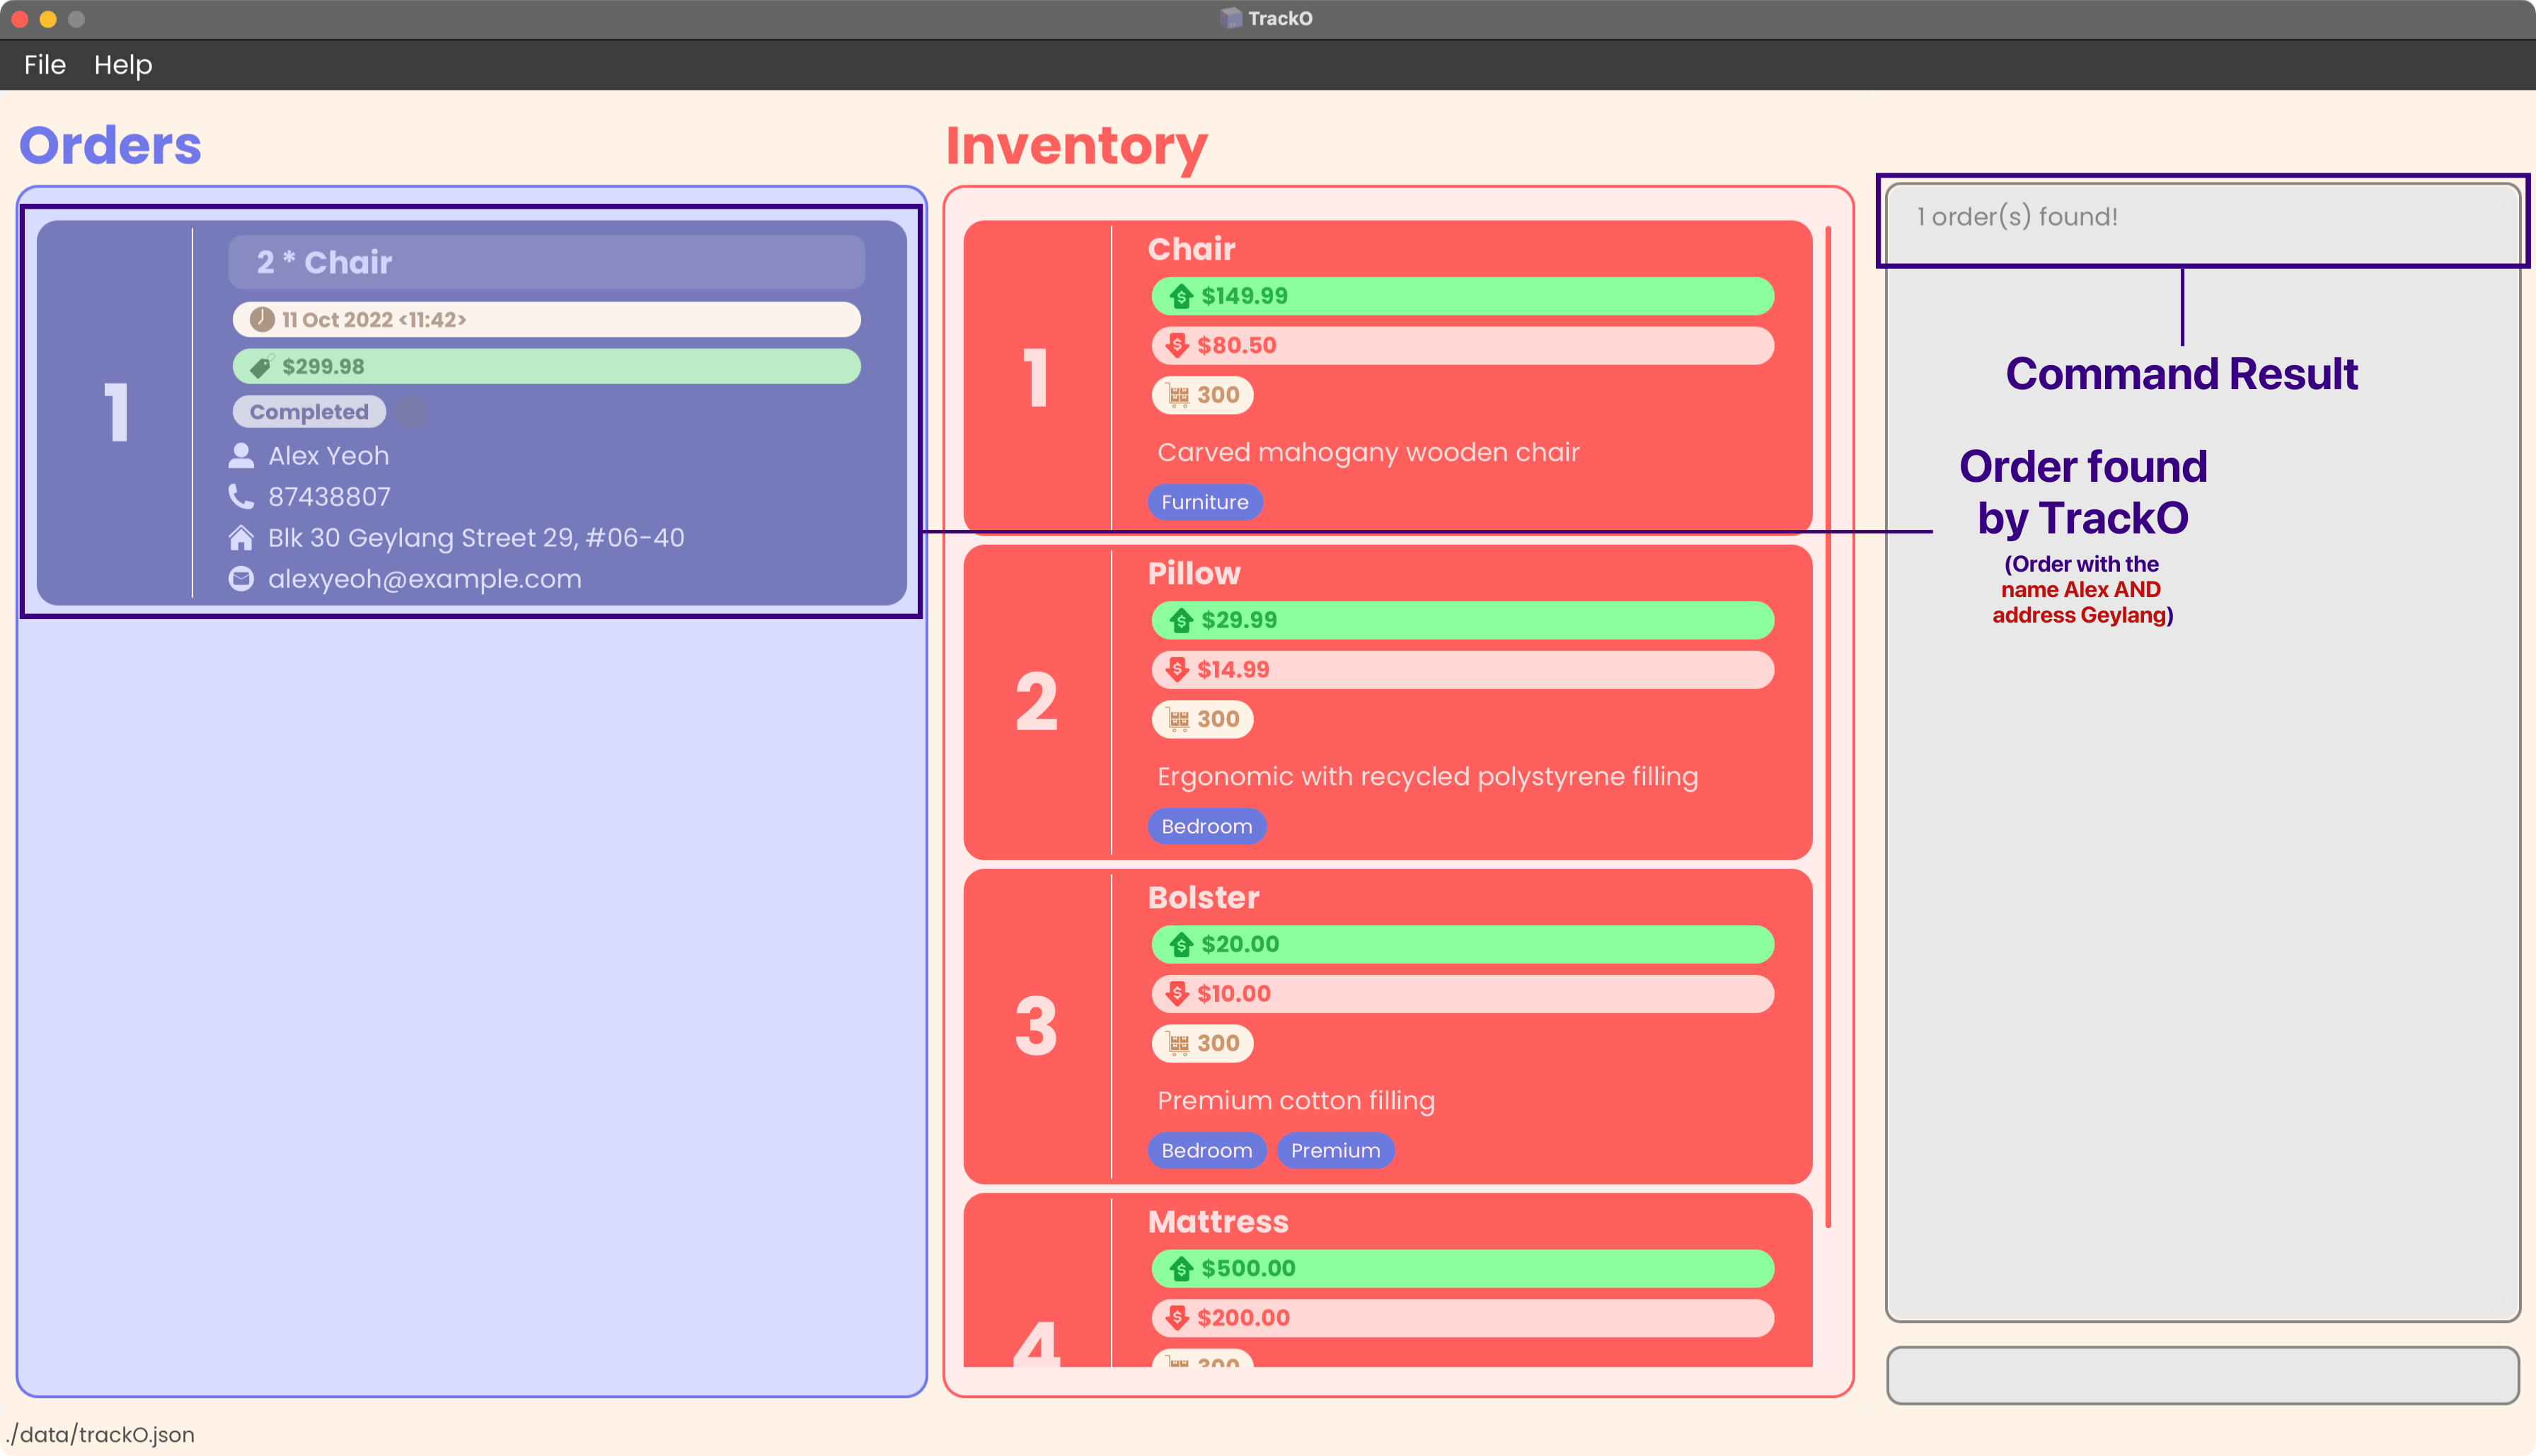 TrackO
File Help
Orders
1
2 * Chair
11 Oct 2022 <11:42>
$299.98
Completed
Alex Yeoh
87438807
Blk 30 Geylang Street 29, #06-40
alexyeoh@example.com
Inventory
1
Chair
$149.99
$80.50
300
Carved mahogany wooden chair
Furniture
2
Pillow
$29.99
$14.99
300
Ergonomic with recycled polystyrene filling
Bedroom
3
Bolster
$20.00
$10.00
300
Premium cotton filling
Bedroom Premium
4
Mattress
$500.00
$200.00
300
1 order(s) found!
Command Result
Order found
by TrackO
(Order with the
name Alex AND
address Geylang)
./data/trackO.json